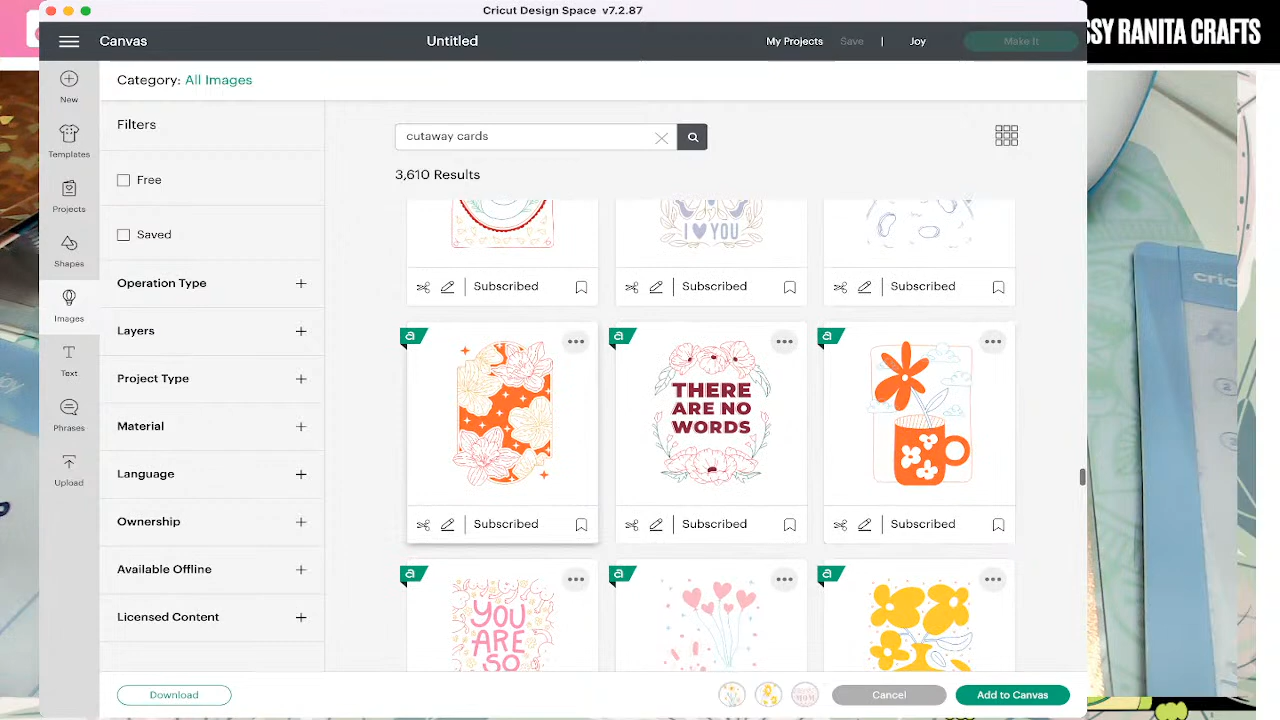 Cricut Design Space v7.2.87
SSY RANITA CRAFTS
Canvas
Untitled
My Projects
Save
|
Joy
Make It
New
Templates
Projects
Shapes
Images
Text
Phrases
Upload
Category: All Images
Filters
Free
Saved
Operation Type +
Layers +
Project Type +
Material +
Language +
Ownership +
Available Offline +
Licensed Content +
cutaway cards
3,610 Results
I YOU
Subscribed
Subscribed
Subscribed
a
a
THERE
ARE NO
WORDS
a
Subscribed
Subscribed
Subscribed
a
YOU
ARE
SO
a
a
Download
Cancel
Add to Canvas
cric